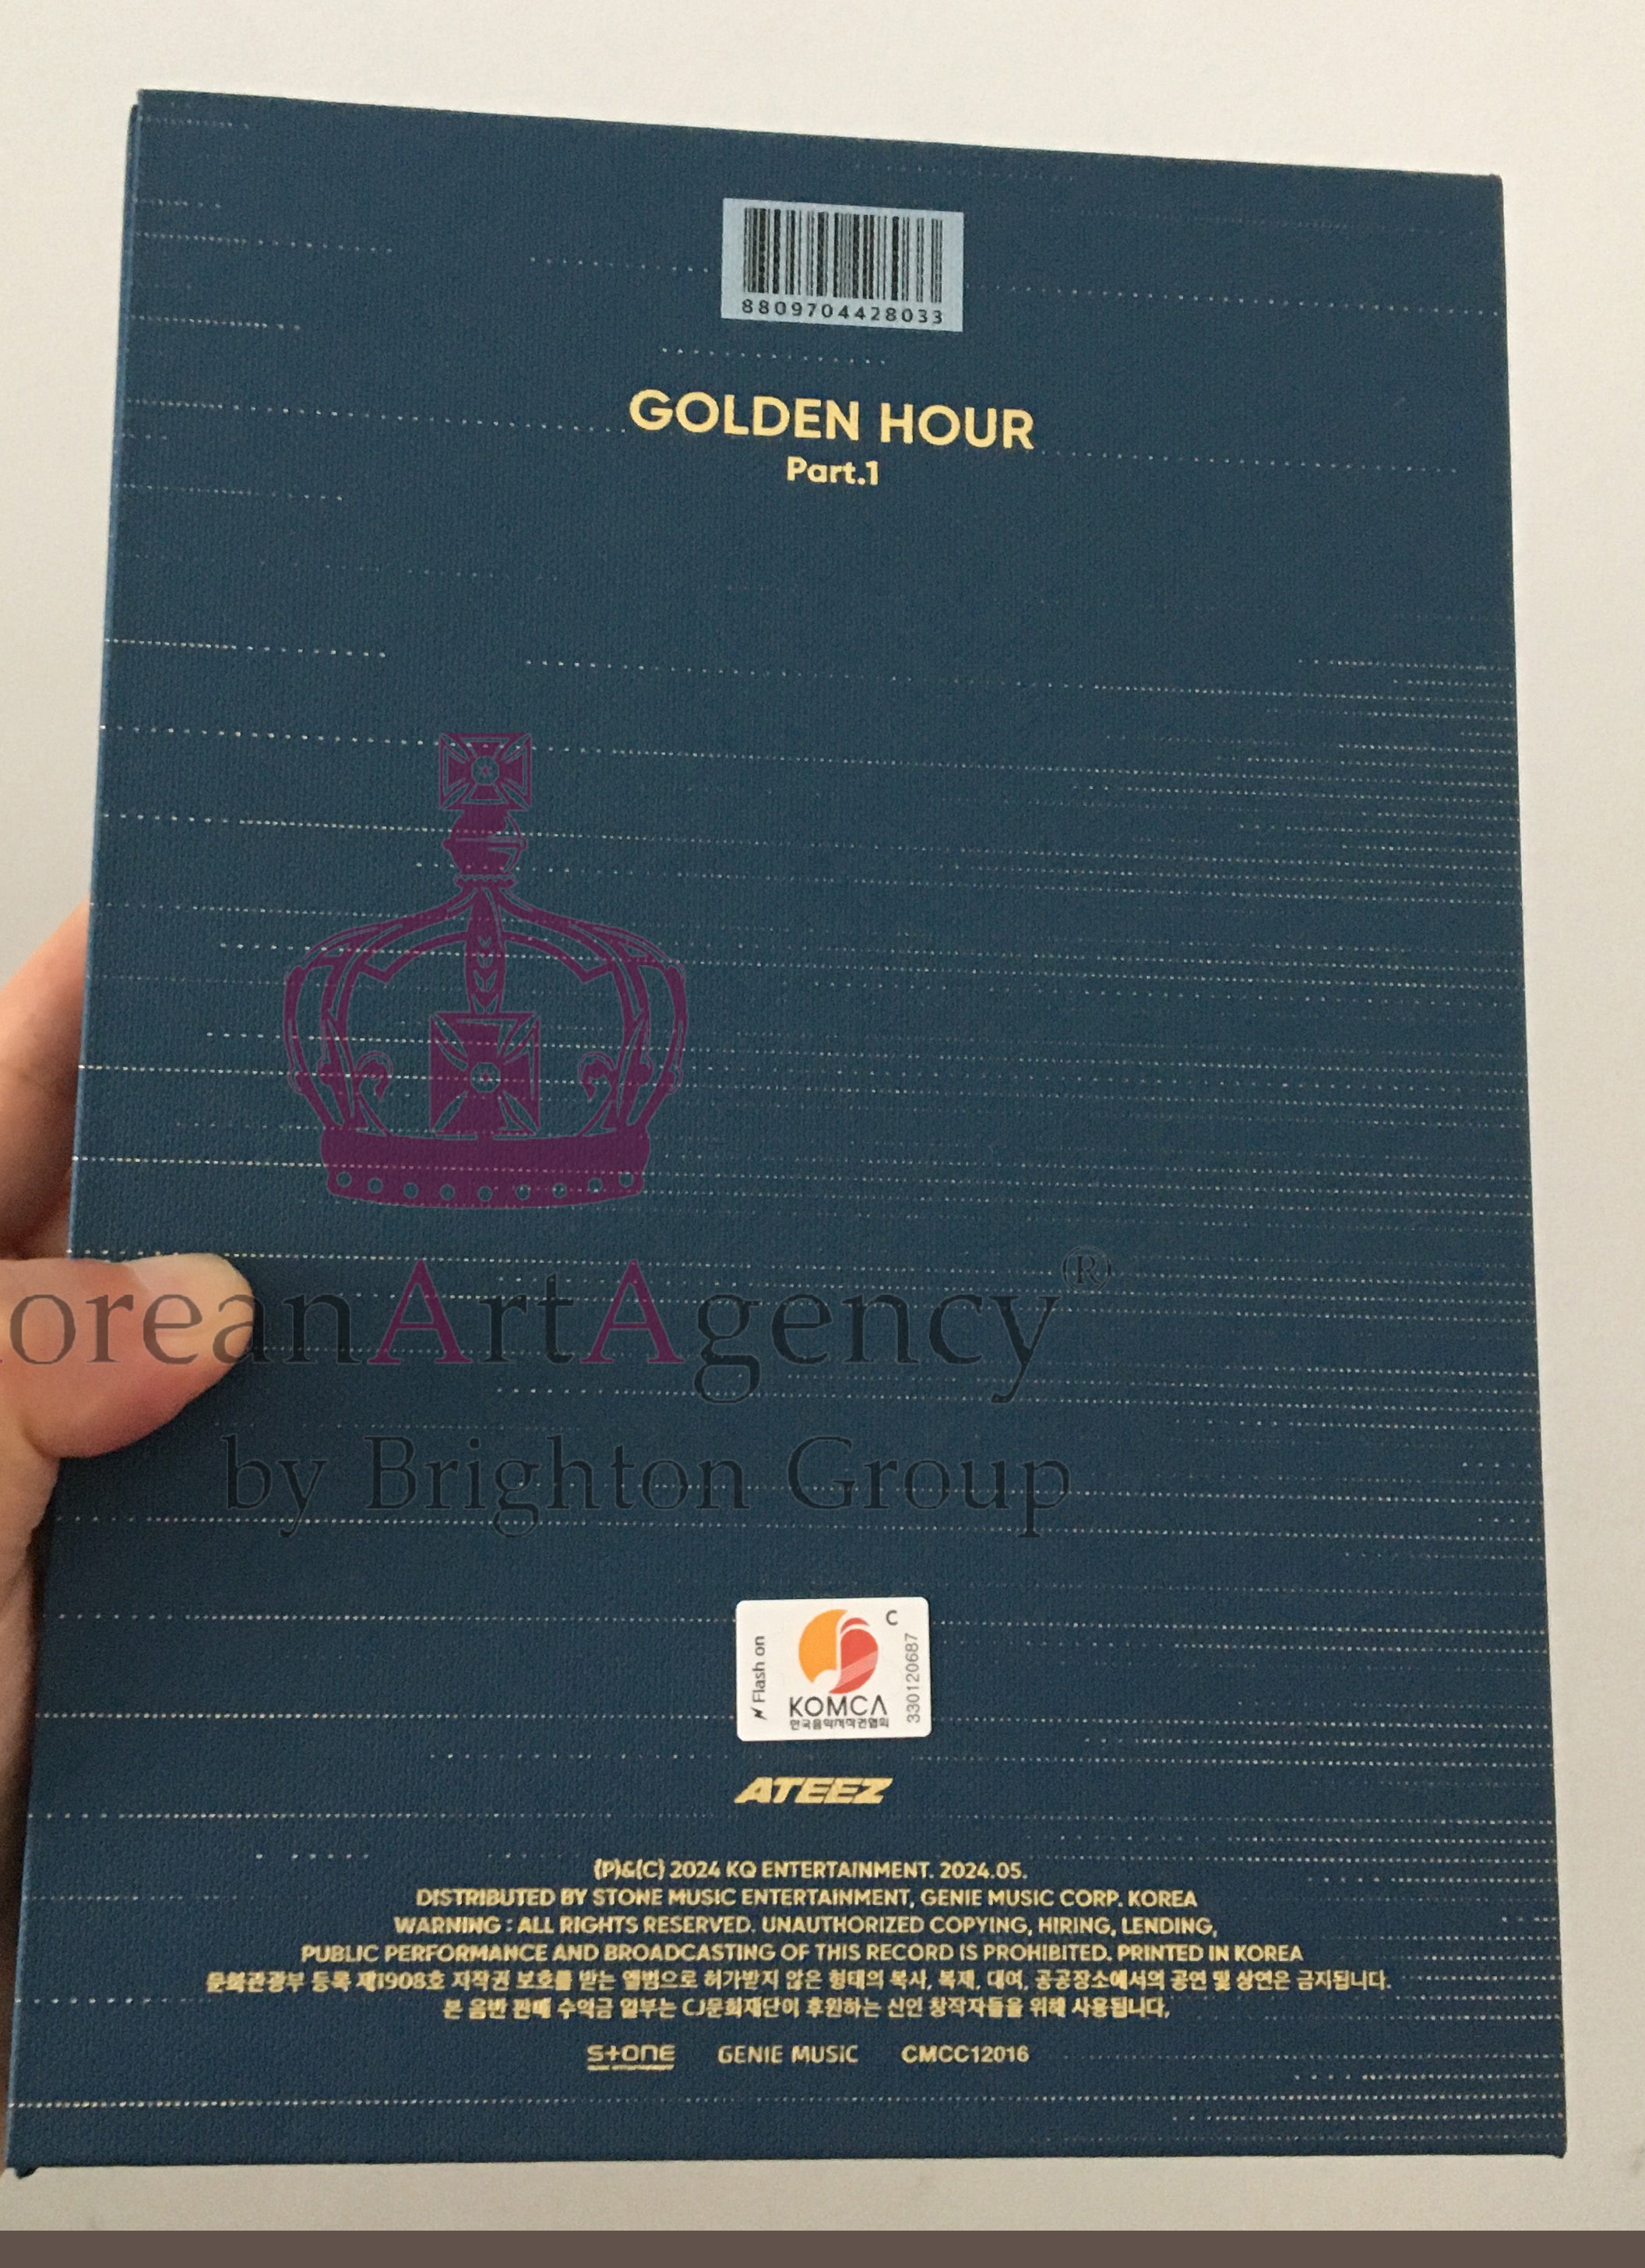 8809704428033
GOLDEN HOUR
Part.1
oreanArtAgency®
by Brighton Group
Flash on
C
KOMCA
한국음악저작권협회
330120687
ATEEZ
(P)&(C) 2024 KQ ENTERTAINMENT. 2024.05.
DISTRIBUTED BY STONE MUSIC ENTERTAINMENT, GENIE MUSIC CORP. KOREA
WARNING : ALL RIGHTS RESERVED. UNAUTHORIZED COPYING, HIRING, LENDING,
PUBLIC PERFORMANCE AND BROADCASTING OF THIS RECORD IS PROHIBITED. PRINTED IN KOREA
문화관광부 등록 제1908호 저작권 보호를 받는 앨범으로 허가받지 않은 형태의 복사, 복제, 대여, 공공장소에서의 공연 및 상연은 금지됩니다.
본 음반 판매 수익금 일부는 CJ문화재단이 후원하는 신인 창작자들을 위해 사용됩니다.
STONE GENIE MUSIC CMCC12016